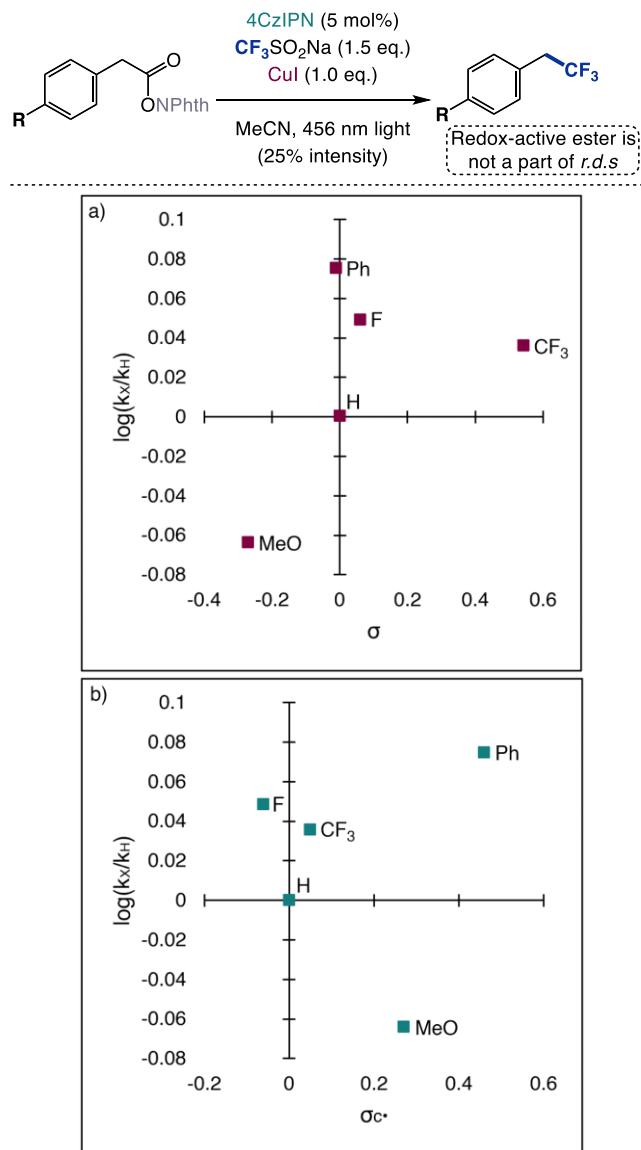 4CzIPN (5 mol%)
CF₃SO₂Na (1.5 eq.)
CuI (1.0 eq.)
MeCN, 456 nm light
(25% intensity)
O
ONPhth
R
CF₃
R
Redox-active ester is
not a part of r.d.s
a)
0.1
0.08
0.06
0.04
0.02
0
-0.02
-0.04
-0.06
-0.08
log(kX/kH)
Ph
F
CF₃
H
MeO
-0.4 -0.2 0 0.2 0.4 0.6
σ
b)
0.1
0.08
0.06
0.04
0.02
0
-0.02
-0.04
-0.06
-0.08
log(kX/kH)
Ph
F
CF₃
H
MeO
-0.2 0 0.2 0.4 0.6
σC•